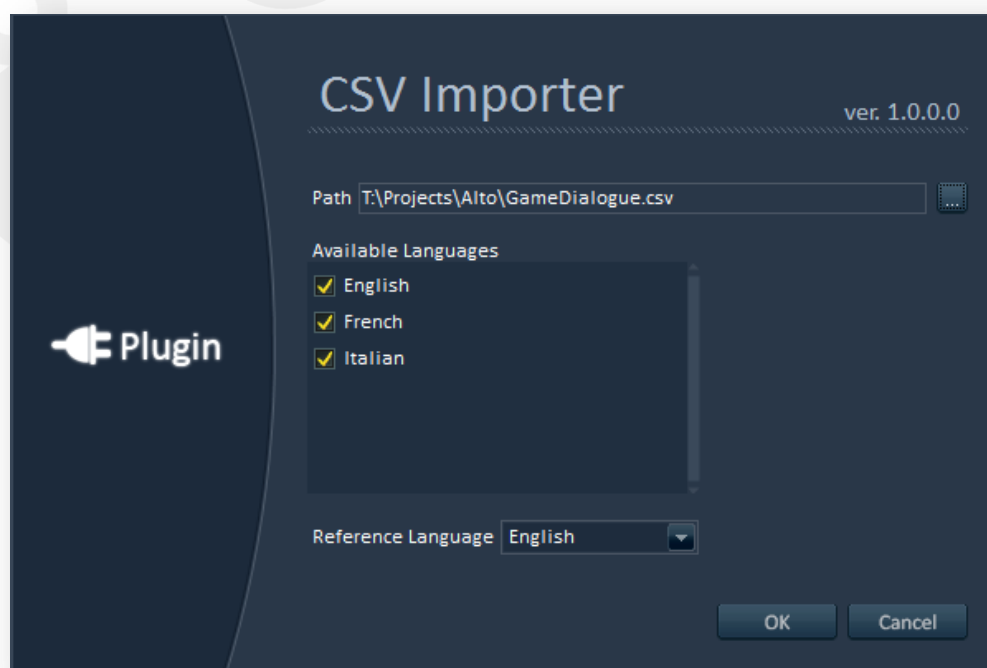 CSV Importer
ver. 1.0.0.0
Path T:\Projects\Alto\GameDialogue.csv ...
Available Languages
English
French
Italian
Plugin
Reference Language English
OK Cancel